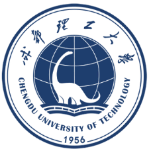 成都理工大学
CHENGDU UNIVERSITY OF TECHNOLOGY
1956